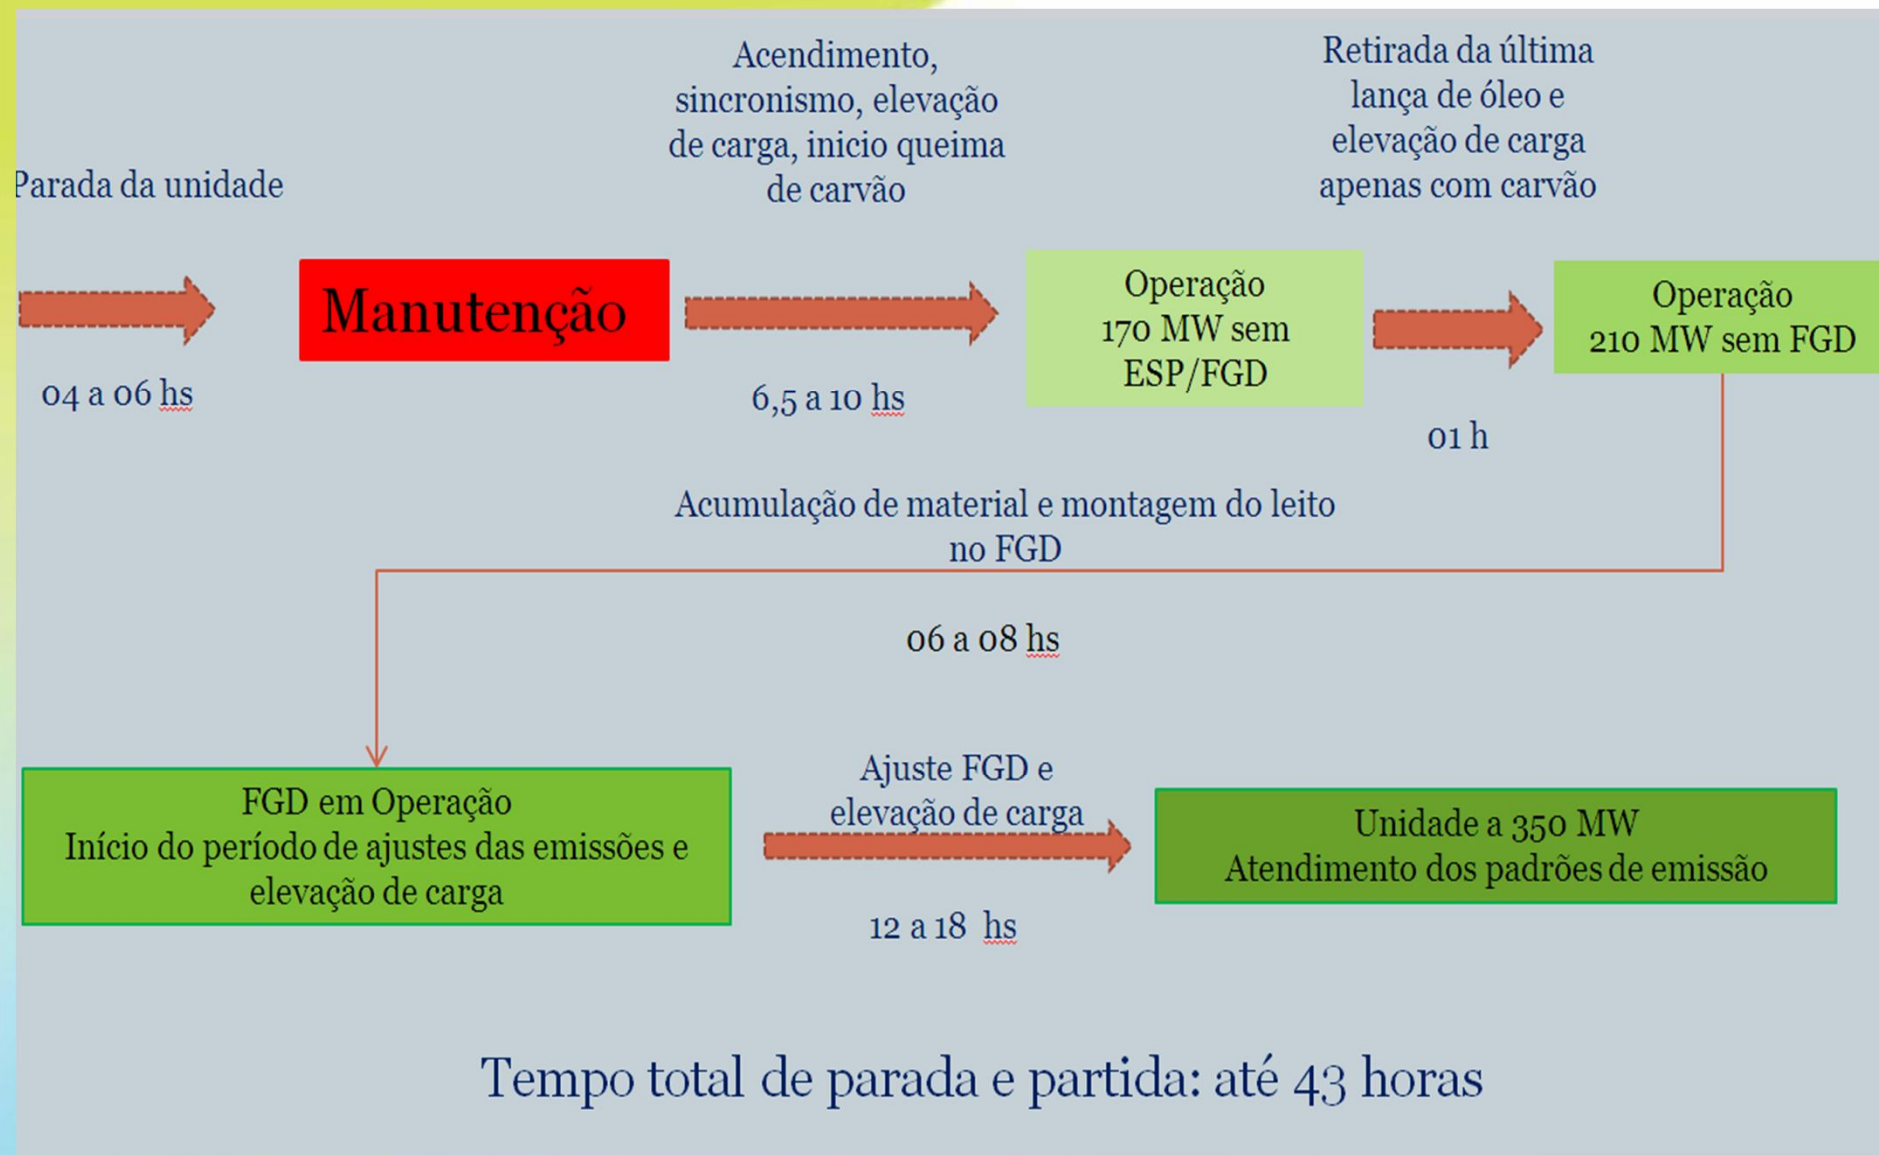 Parada da unidade
Acendimento,
sincronismo, elevação
de carga, inicio queima
de carvão
Retirada da última
lança de óleo e
elevação de carga
apenas com carvão
Manutenção
Operação
170 MW sem
ESP/FGD
Operação
210 MW sem FGD
04 a 06 hs
6,5 a 10 hs
01 h
Acumulação de material e montagem do leito
no FGD
06 a 08 hs
FGD em Operação
Início do período de ajustes das emissões e
elevação de carga
Ajuste FGD e
elevação de carga
12 a 18 hs
Unidade a 350 MW
Atendimento dos padrões de emissão
Tempo total de parada e partida: até 43 horas